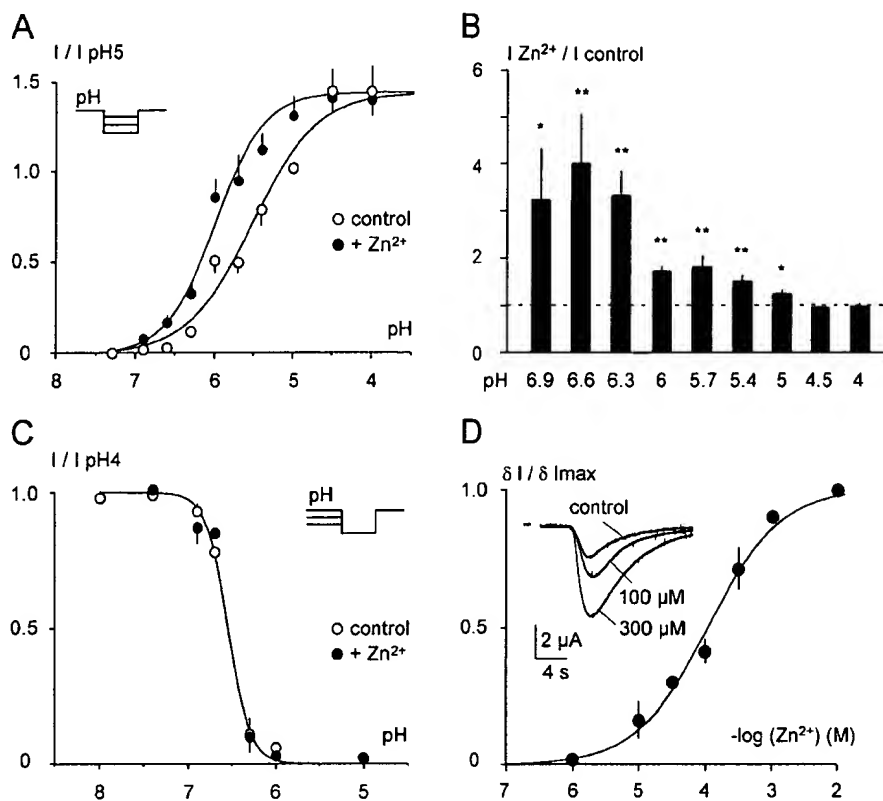 A
I / I pH5
pH
1.5
1.0
0.5
0
control
+ Zn²⁺
pH
8 7 6 5 4
B
I Zn²⁺ / I control
6
4
2
0
* ** ** ** ** ** *
pH 6.9 6.6 6.3 6 5.7 5.4 5 4.5 4
C
I / I pH4
pH
1.0
0.5
0
control
+ Zn²⁺
pH
8 7 6 5
D
δ I / δ Imax
control
100 µM
300 µM
2 µA
4 s
1.0
0.5
0
-log (Zn²⁺) (M)
7 6 5 4 3 2